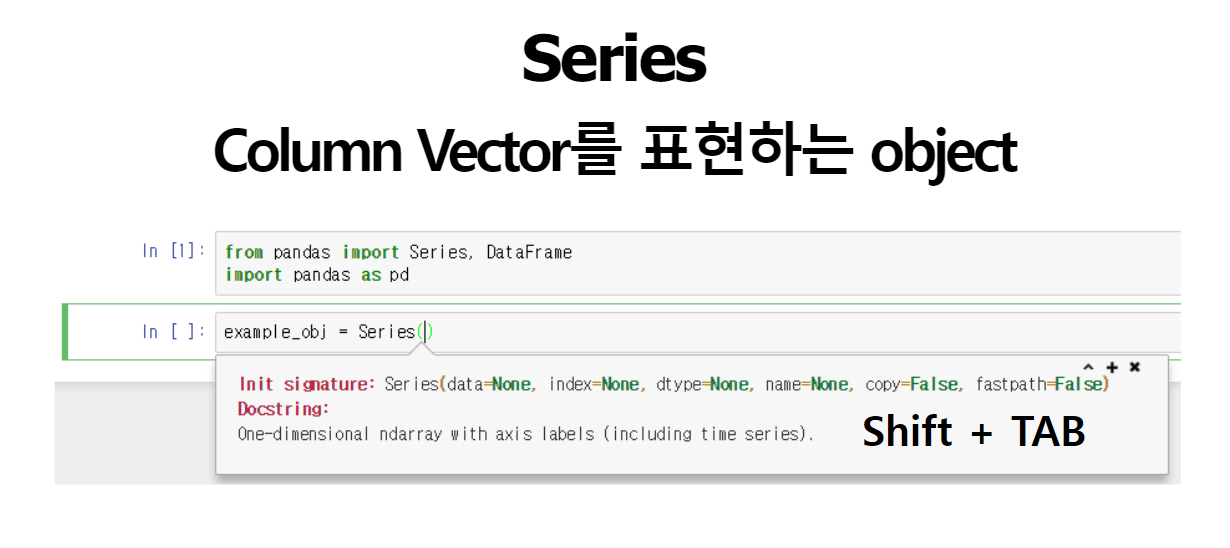 Series
Column Vector를 표현하는 object
In [1]: from pandas import Series, DataFrame
import pandas as pd
In [ ]: example_obj = Series()
Init signature: Series(data=None, index=None, dtype=None, name=None, copy=False, fastpath=False)
Docstring:
One-dimensional ndarray with axis labels (including time series).
Shift + TAB